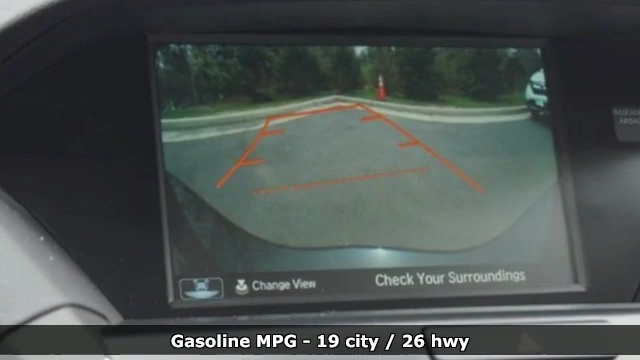 Change View
Check Your Surroundings
Gasoline MPG - 19 city / 26 hwy